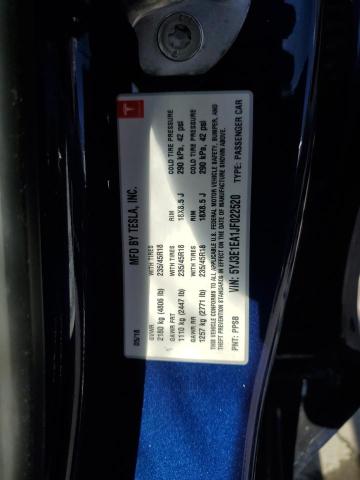 T
MFD BY TESLA, INC.
05/18
GVWR
2180 kg (4806 lb)
GAWR FRT WITH TIRES RIM COLD TIRE PRESSURE
1110 kg (2447 lb) 235/45R18 18X8.5 J 290 kPa, 42 psi
GAWR RR WITH TIRES RIM COLD TIRE PRESSURE
1257 kg (2771 lb) 235/45R18 18X8.5 J 290 kPa, 42 psi
THIS VEHICLE CONFORMS TO ALL APPLICABLE U.S. FEDERAL MOTOR VEHICLE SAFETY, BUMPER, AND
THEFT PREVENTION STANDARDS IN EFFECT ON THE DATE OF MANUFACTURE SHOWN ABOVE.
VIN: 5YJ3E1EA1JF022520
PNT: PPSB TYPE: PASSENGER CAR